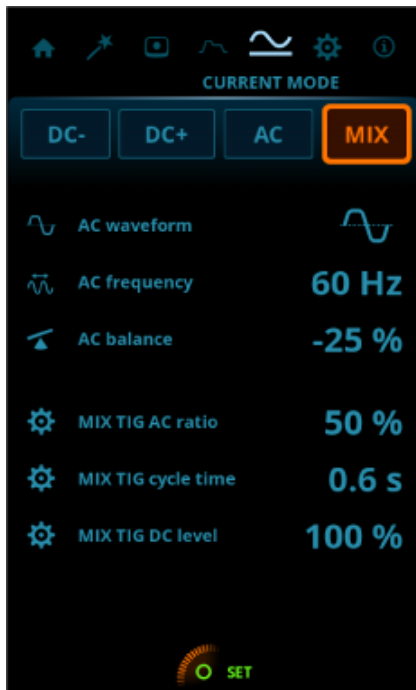 CURRENT MODE
DC- DC+ AC MIX
AC waveform
AC frequency 60 Hz
AC balance -25 %
MIX TIG AC ratio 50 %
MIX TIG cycle time 0.6 s
MIX TIG DC level 100 %
SET